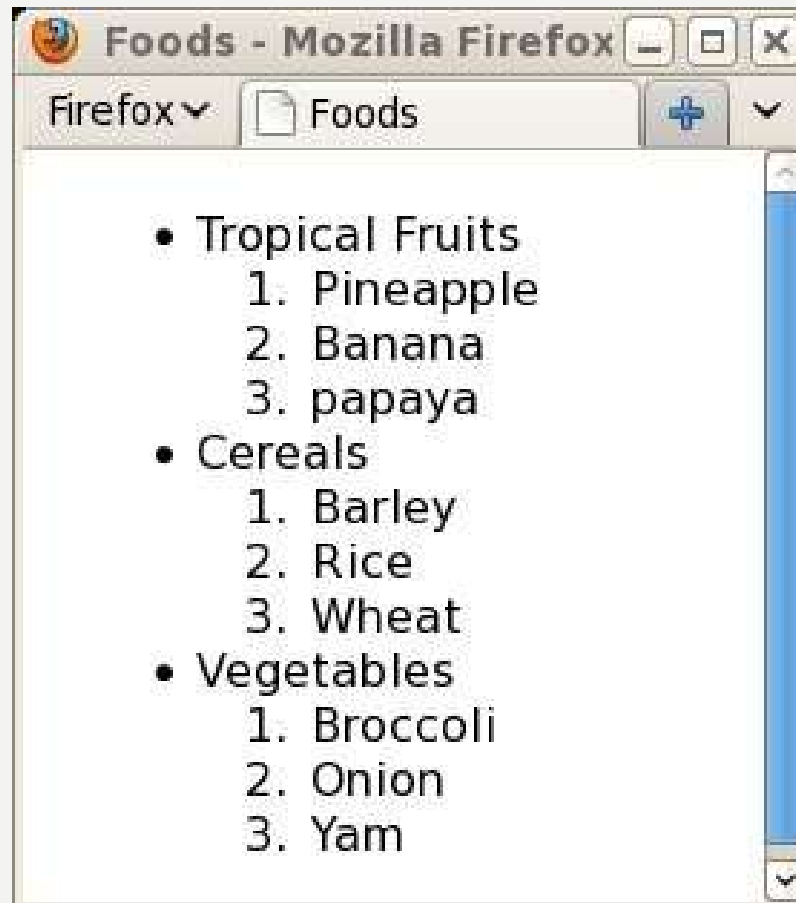 Foods - Mozilla Firefox
Firefox
Foods
• Tropical Fruits
1. Pineapple
2. Banana
3. papaya
• Cereals
1. Barley
2. Rice
3. Wheat
• Vegetables
1. Broccoli
2. Onion
3. Yam